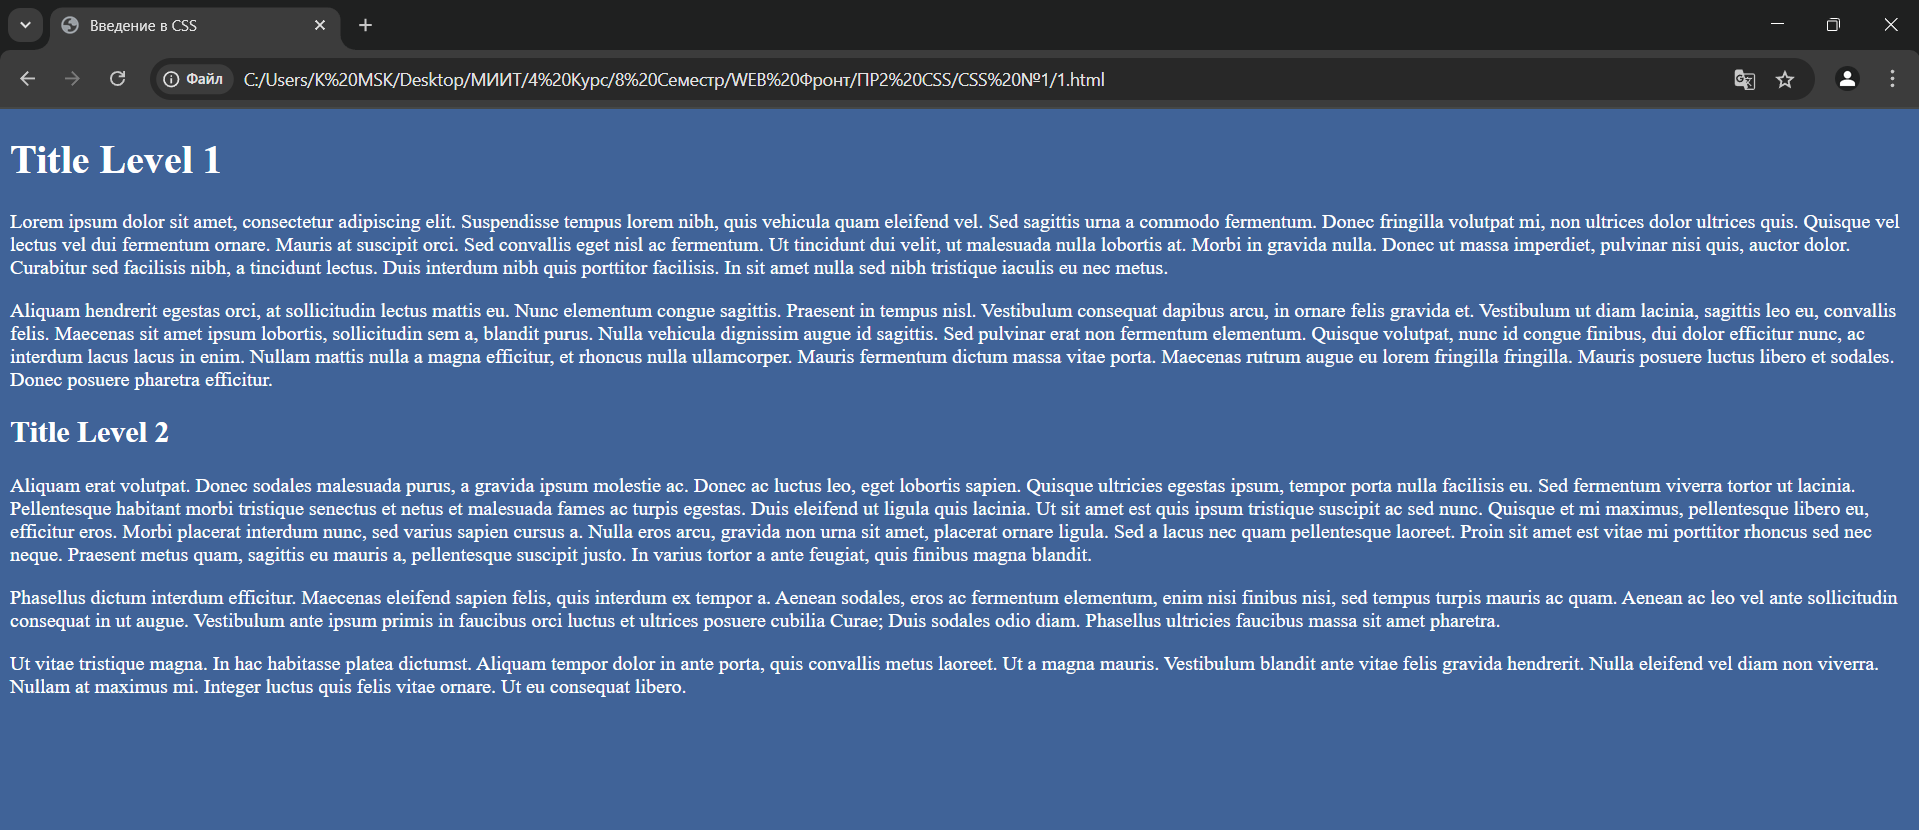 Введение в CSS
Файл
C:/Users/K%20MSK/Desktop/МИИТ/4%20Курс/8%20Семестр/WEB%20Фронт/ПР2%20CSS/CSS%20№1/1.html
Title Level 1
Lorem ipsum dolor sit amet, consectetur adipiscing elit. Suspendisse tempus lorem nibh, quis vehicula quam eleifend vel. Sed sagittis urna a commodo fermentum. Donec fringilla volutpat mi, non ultrices dolor ultrices quis. Quisque vel
lectus vel dui fermentum ornare. Mauris at suscipit orci. Sed convallis eget nisl ac fermentum. Ut tincidunt dui velit, ut malesuada nulla lobortis at. Morbi in gravida nulla. Donec ut massa imperdiet, pulvinar nisi quis, auctor dolor.
Curabitur sed facilisis nibh, a tincidunt lectus. Duis interdum nibh quis porttitor facilisis. In sit amet nulla sed nibh tristique iaculis eu nec metus.
Aliquam hendrerit egestas orci, at sollicitudin lectus mattis eu. Nunc elementum congue sagittis. Praesent in tempus nisl. Vestibulum consequat dapibus arcu, in ornare felis gravida et. Vestibulum ut diam lacinia, sagittis leo eu, convallis
felis. Maecenas sit amet ipsum lobortis, sollicitudin sem a, blandit purus. Nulla vehicula dignissim augue id sagittis. Sed pulvinar erat non fermentum elementum. Quisque volutpat, nunc id congue finibus, dui dolor efficitur nunc, ac
interdum lacus lacus in enim. Nullam mattis nulla a magna efficitur, et rhoncus nulla ullamcorper. Mauris fermentum dictum massa vitae porta. Maecenas rutrum augue eu lorem fringilla fringilla. Mauris posuere luctus libero et sodales.
Donec posuere pharetra efficitur.
Title Level 2
Aliquam erat volutpat. Donec sodales malesuada purus, a gravida ipsum molestie ac. Donec ac luctus leo, eget lobortis sapien. Quisque ultricies egestas ipsum, tempor porta nulla facilisis eu. Sed fermentum viverra tortor ut lacinia.
Pellentesque habitant morbi tristique senectus et netus et malesuada fames ac turpis egestas. Duis eleifend ut ligula quis lacinia. Ut sit amet est quis ipsum tristique suscipit ac sed nunc. Quisque et mi maximus, pellentesque libero eu,
efficitur eros. Morbi placerat interdum nunc, sed varius sapien cursus a. Nulla eros arcu, gravida non urna sit amet, placerat ornare ligula. Sed a lacus nec quam pellentesque laoreet. Proin sit amet est vitae mi porttitor rhoncus sed nec
neque. Praesent metus quam, sagittis eu mauris a, pellentesque suscipit justo. In varius tortor a ante feugiat, quis finibus magna blandit.
Phasellus dictum interdum efficitur. Maecenas eleifend sapien felis, quis interdum ex tempor a. Aenean sodales, eros ac fermentum elementum, enim nisi finibus nisi, sed tempus turpis mauris ac quam. Aenean ac leo vel ante sollicitudin
consequat in ut augue. Vestibulum ante ipsum primis in faucibus orci luctus et ultrices posuere cubilia Curae; Duis sodales odio diam. Phasellus ultricies faucibus massa sit amet pharetra.
Ut vitae tristique magna. In hac habitasse platea dictumst. Aliquam tempor dolor in ante porta, quis convallis metus laoreet. Ut a magna mauris. Vestibulum blandit ante vitae felis gravida hendrerit. Nulla eleifend vel diam non viverra.
Nullam at maximus mi. Integer luctus quis felis vitae ornare. Ut eu consequat libero.